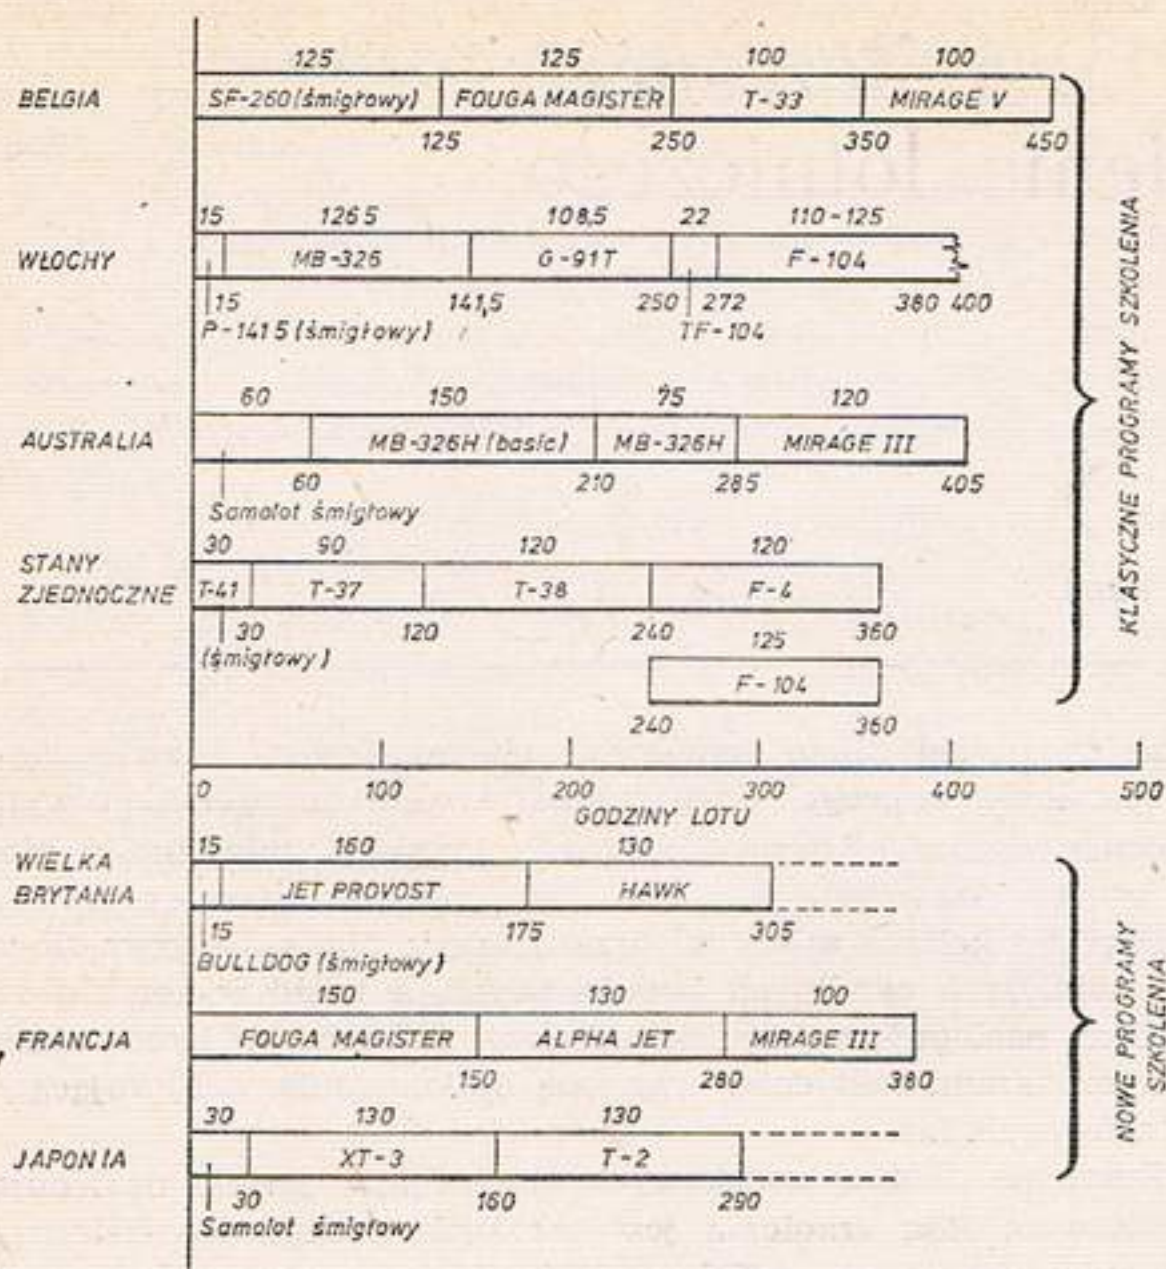 125 125 100 100
BELGIA SF-260 (śmigłowy) FOUGA MAGISTER T-33 MIRAGE V
125 250 350 450
15 126 5 108,5 22 110-125
WŁOCHY MB-326 G-91T F-104
15 141,5 250 272 380 400
P-141 5 (śmigłowy) TF-104
60 150 75 120
AUSTRALIA MB-326H (basic) MB-326H MIRAGE III
60 210 285 405
Samolot śmigłowy
30 90 120 120
STANY
ZJEDNOCZNE T-41 T-37 T-38 F-4
30 120 240 360
(śmigłowy) 125
F-104
240 360
KLASYCZNE PROGRAMY SZKOLENIA
0 100 200 300 400 500
GODZINY LOTU
15 160 130
WIELKA
BRYTANIA JET PROVOST HAWK
15 175 305
BULLDOG (śmigłowy)
150 130 100
FRANCJA FOUGA MAGISTER ALPHA JET MIRAGE III
150 280 380
30 130 130
JAPONIA XT-3 T-2
30 160 290
Samolot śmigłowy
NOWE PROGRAMY
SZKOLENIA